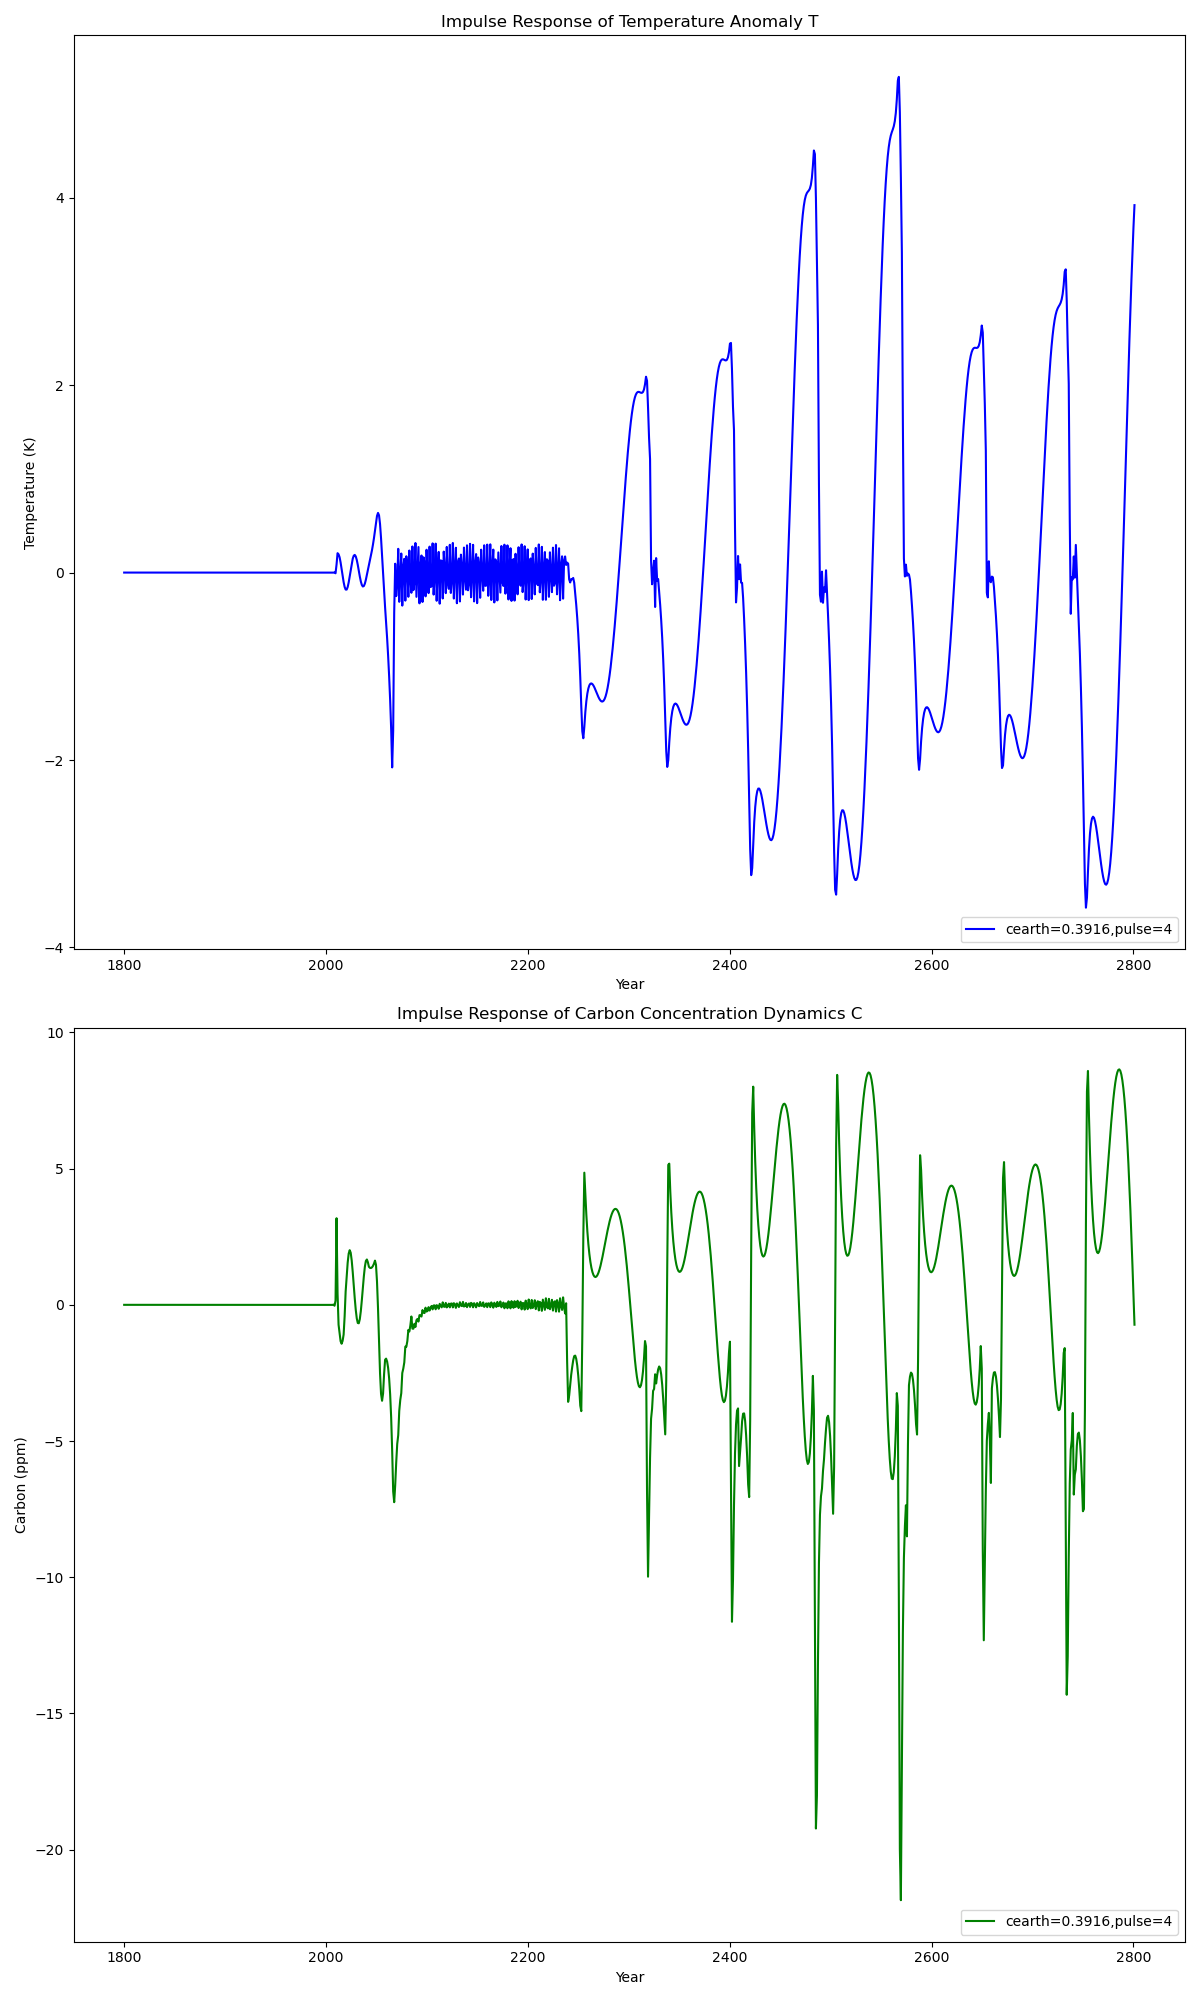 Impulse Response of Temperature Anomaly T
4
2
0
−2
−4
Temperature (K)
1800 2000 2200 2400 2600 2800
Year
cearth=0.3916,pulse=4
Impulse Response of Carbon Concentration Dynamics C
10
5
0
−5
−10
−15
−20
Carbon (ppm)
1800 2000 2200 2400 2600 2800
Year
cearth=0.3916,pulse=4